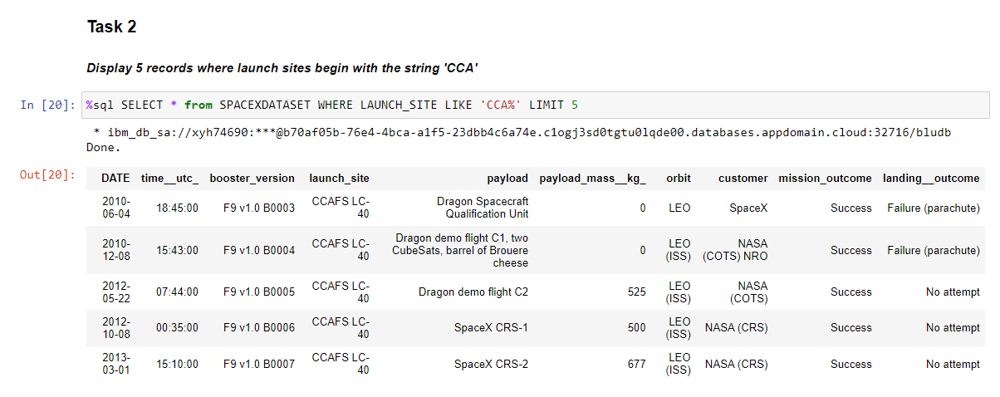 Task 2
Display 5 records where launch sites begin with the string 'CCA'
In [20]: %sql SELECT * from SPACEXDATASET WHERE LAUNCH_SITE LIKE 'CCA%' LIMIT 5
* ibm_db_sa://xyh74690:***@b70af05b-76e4-4bca-a1f5-23dbb4c6a74e.c1ogj3sd0tgtu0lqde00.databases.appdomain.cloud:32716/bludb
Done.
Out[20]: DATE time__utc_ booster_version launch_site payload payload_mass__kg_ orbit customer mission_outcome landing__outcome
2010-06-04 18:45:00 F9 v1.0 B0003 CCAFS LC-40 Dragon Spacecraft Qualification Unit 0 LEO SpaceX Success Failure (parachute)
2010-12-08 15:43:00 F9 v1.0 B0004 CCAFS LC-40 Dragon demo flight C1, two CubeSats, barrel of Brouere cheese 0 LEO (ISS) NASA (COTS) NRO Success Failure (parachute)
2012-05-22 07:44:00 F9 v1.0 B0005 CCAFS LC-40 Dragon demo flight C2 525 LEO (ISS) NASA (COTS) Success No attempt
2012-10-08 00:35:00 F9 v1.0 B0006 CCAFS LC-40 SpaceX CRS-1 500 LEO (ISS) NASA (CRS) Success No attempt
2013-03-01 15:10:00 F9 v1.0 B0007 CCAFS LC-40 SpaceX CRS-2 677 LEO (ISS) NASA (CRS) Success No attempt